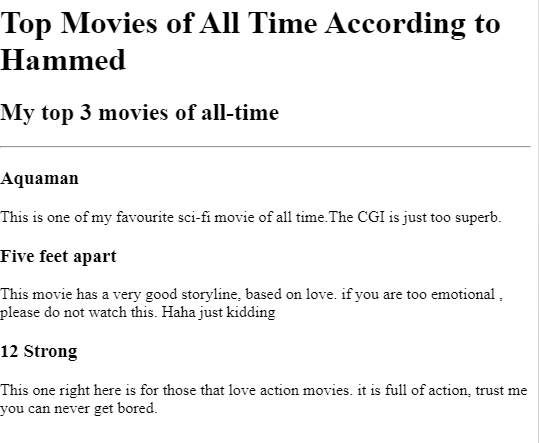 Top Movies of All Time According to
Hammed
My top 3 movies of all-time
Aquaman
This is one of my favourite sci-fi movie of all time.The CGI is just too superb.
Five feet apart
This movie has a very good storyline, based on love. if you are too emotional ,
please do not watch this. Haha just kidding
12 Strong
This one right here is for those that love action movies. it is full of action, trust me
you can never get bored.